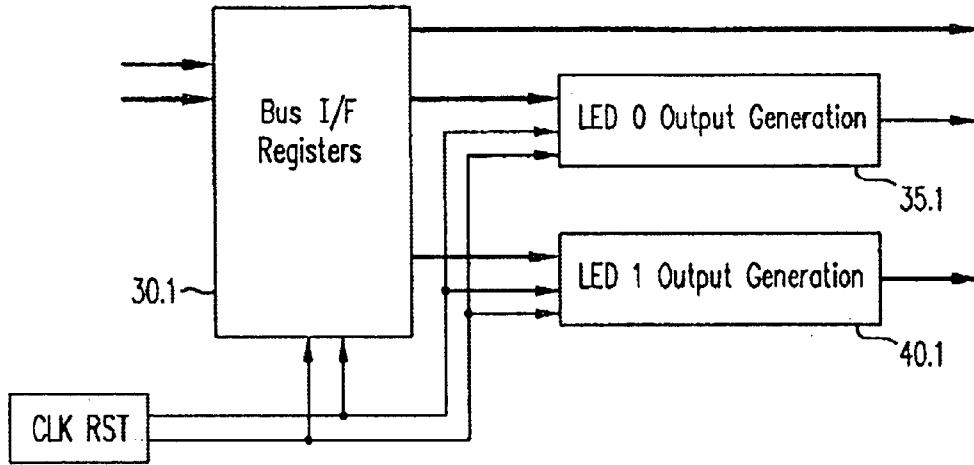 Bus I/F
Registers
LED 0 Output Generation
35.1
LED 1 Output Generation
30.1
40.1
CLK RST